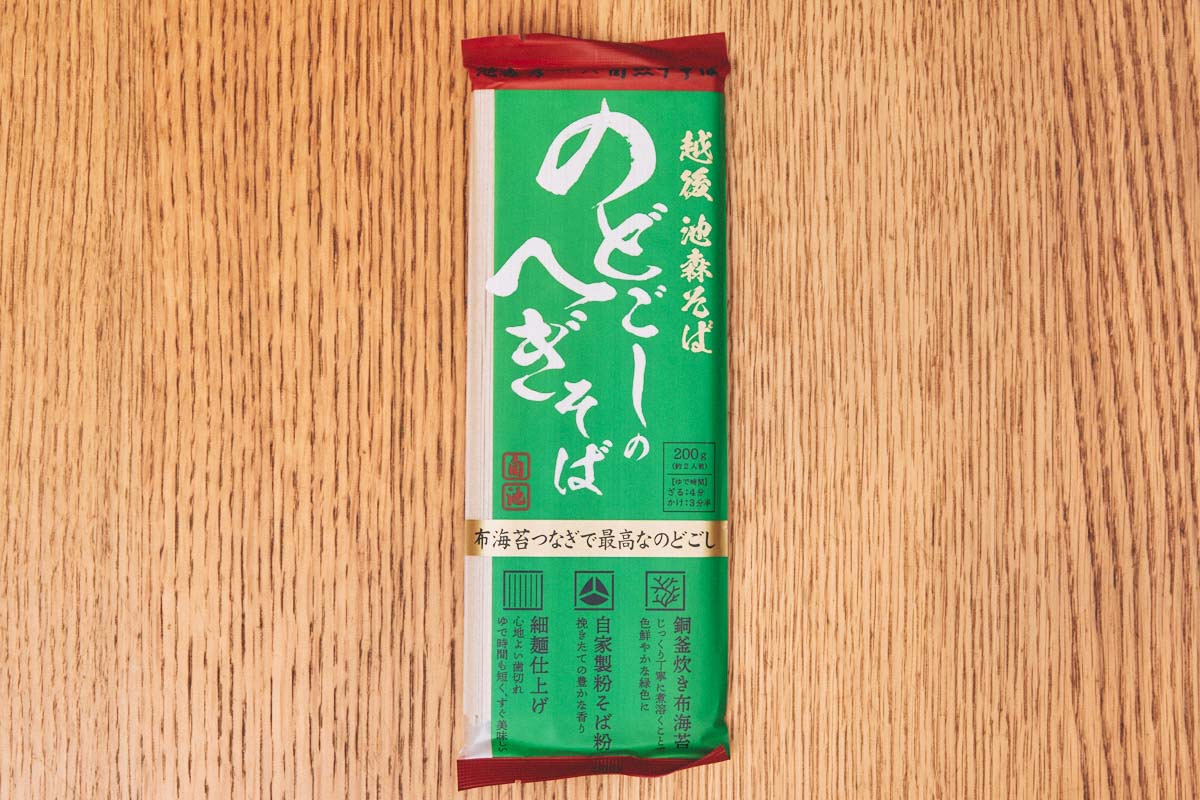 越後 池森そば
のどごしの
へぎそば
自
池
200g
(約2人前)
【ゆで時間】
ざる:4分
かけ:3分半
布海苔つなぎで最高なのどごし
銅釜炊き布海苔
じっくり丁寧に煮溶くことで
色鮮やかな緑色に
自家製粉そば粉
挽きたての豊かな香り
細麺仕上げ
心地よい歯切れ
ゆで時間も短く、すぐ美味しい